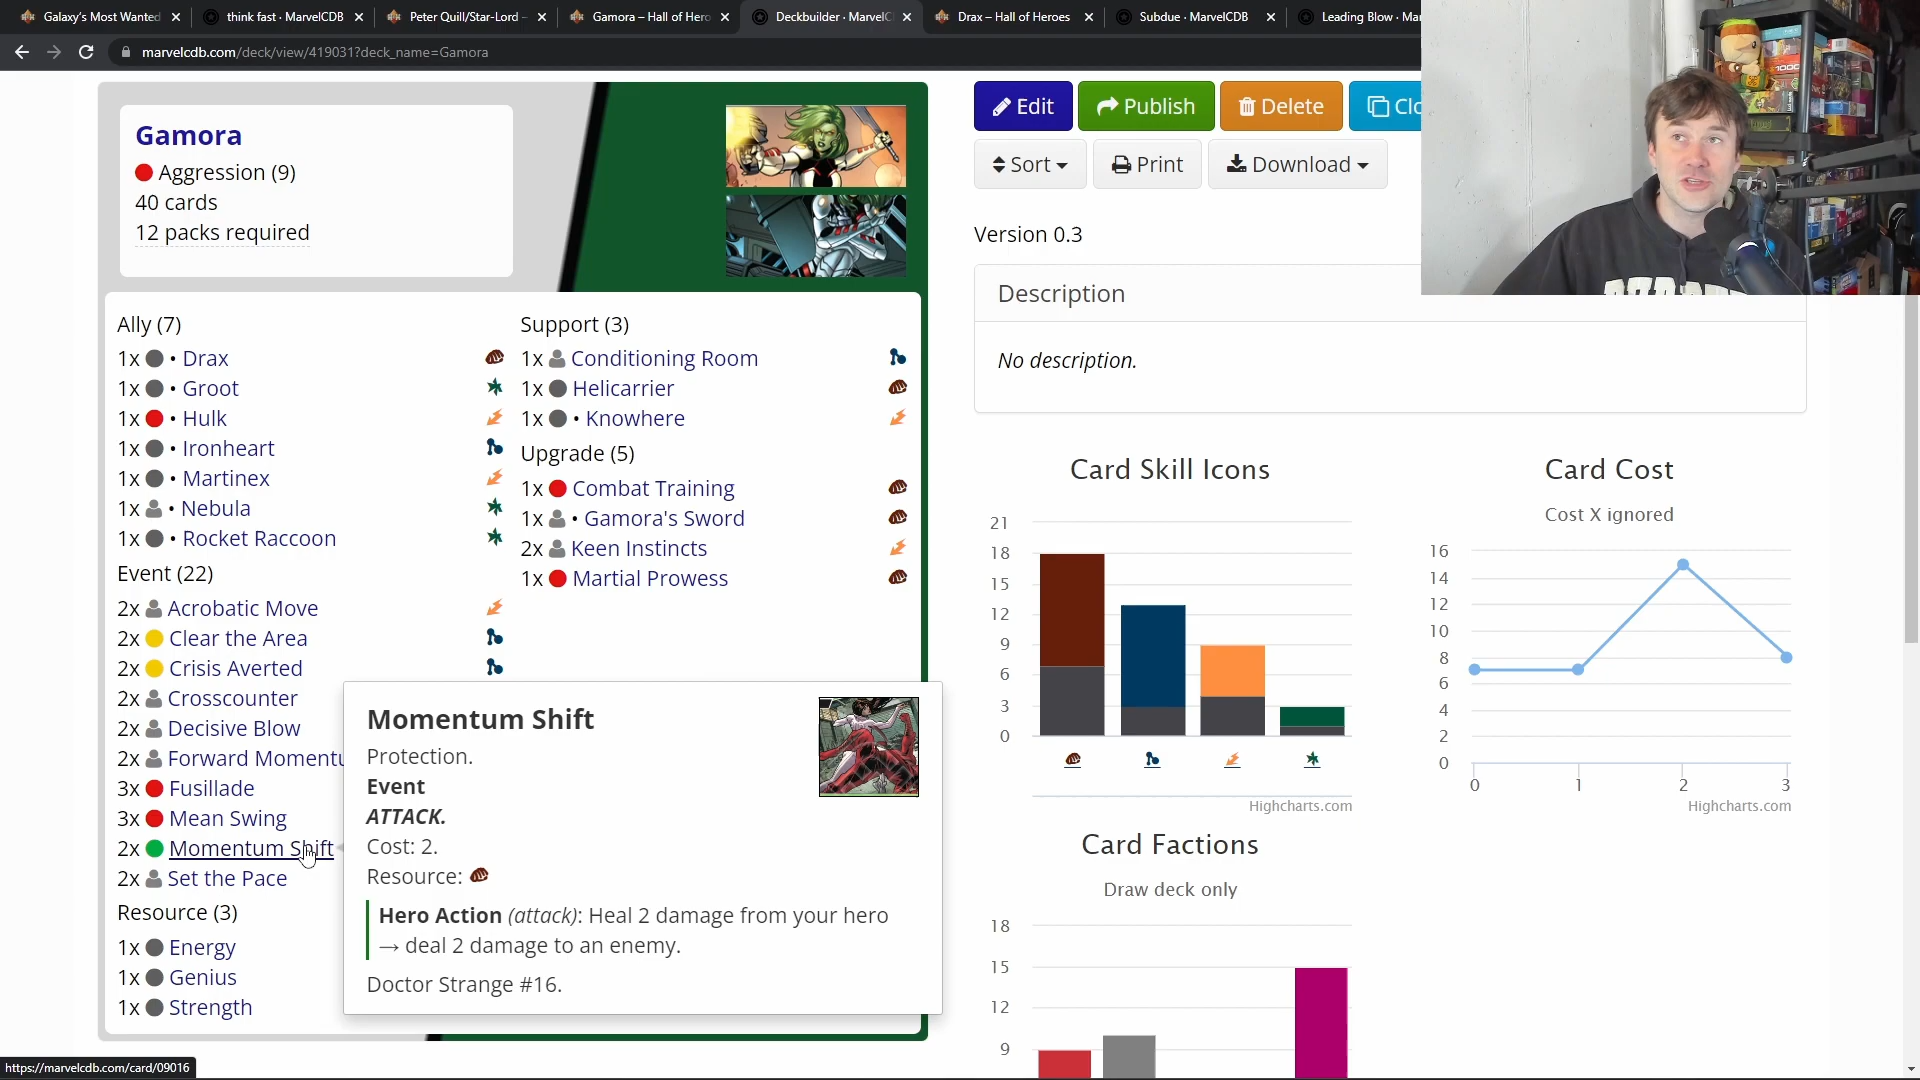 Galaxy's Most Wanted
think fast · MarvelCDB
Peter Quill/Star-Lord –
Gamora – Hall of Hero
Deckbuilder · MarvelC
Drax – Hall of Heroes
Subdue · MarvelCDB
Leading Blow · Mar
marvelcdb.com/deck/view/419031?deck_name=Gamora
Gamora
Aggression (9)
40 cards
12 packs required
Ally (7)
1x • Drax
1x • Groot
1x • Hulk
1x • Ironheart
1x • Martinex
1x • Nebula
1x • Rocket Raccoon
Event (22)
2x Acrobatic Move
2x Clear the Area
2x Crisis Averted
2x Crosscounter
2x Decisive Blow
2x Forward Momentu
3x Fusillade
3x Mean Swing
2x Momentum Shift
2x Set the Pace
Resource (3)
1x Energy
1x Genius
1x Strength
Support (3)
1x Conditioning Room
1x Helicarrier
1x • Knowhere
Upgrade (5)
1x Combat Training
1x • Gamora's Sword
2x Keen Instincts
1x Martial Prowess
Momentum Shift
Protection.
Event
ATTACK.
Cost: 2.
Resource:
Hero Action (attack): Heal 2 damage from your hero
→ deal 2 damage to an enemy.
Doctor Strange #16.
Edit
Publish
Delete
Clo
Sort
Print
Download
Version 0.3
Description
No description.
Card Skill Icons
21
18
15
12
9
6
3
0
Highcharts.com
Card Cost
Cost X ignored
16
14
12
10
8
6
4
2
0
0 1 2 3
Highcharts.com
Card Factions
Draw deck only
18
15
12
9
https://marvelcdb.com/card/09016